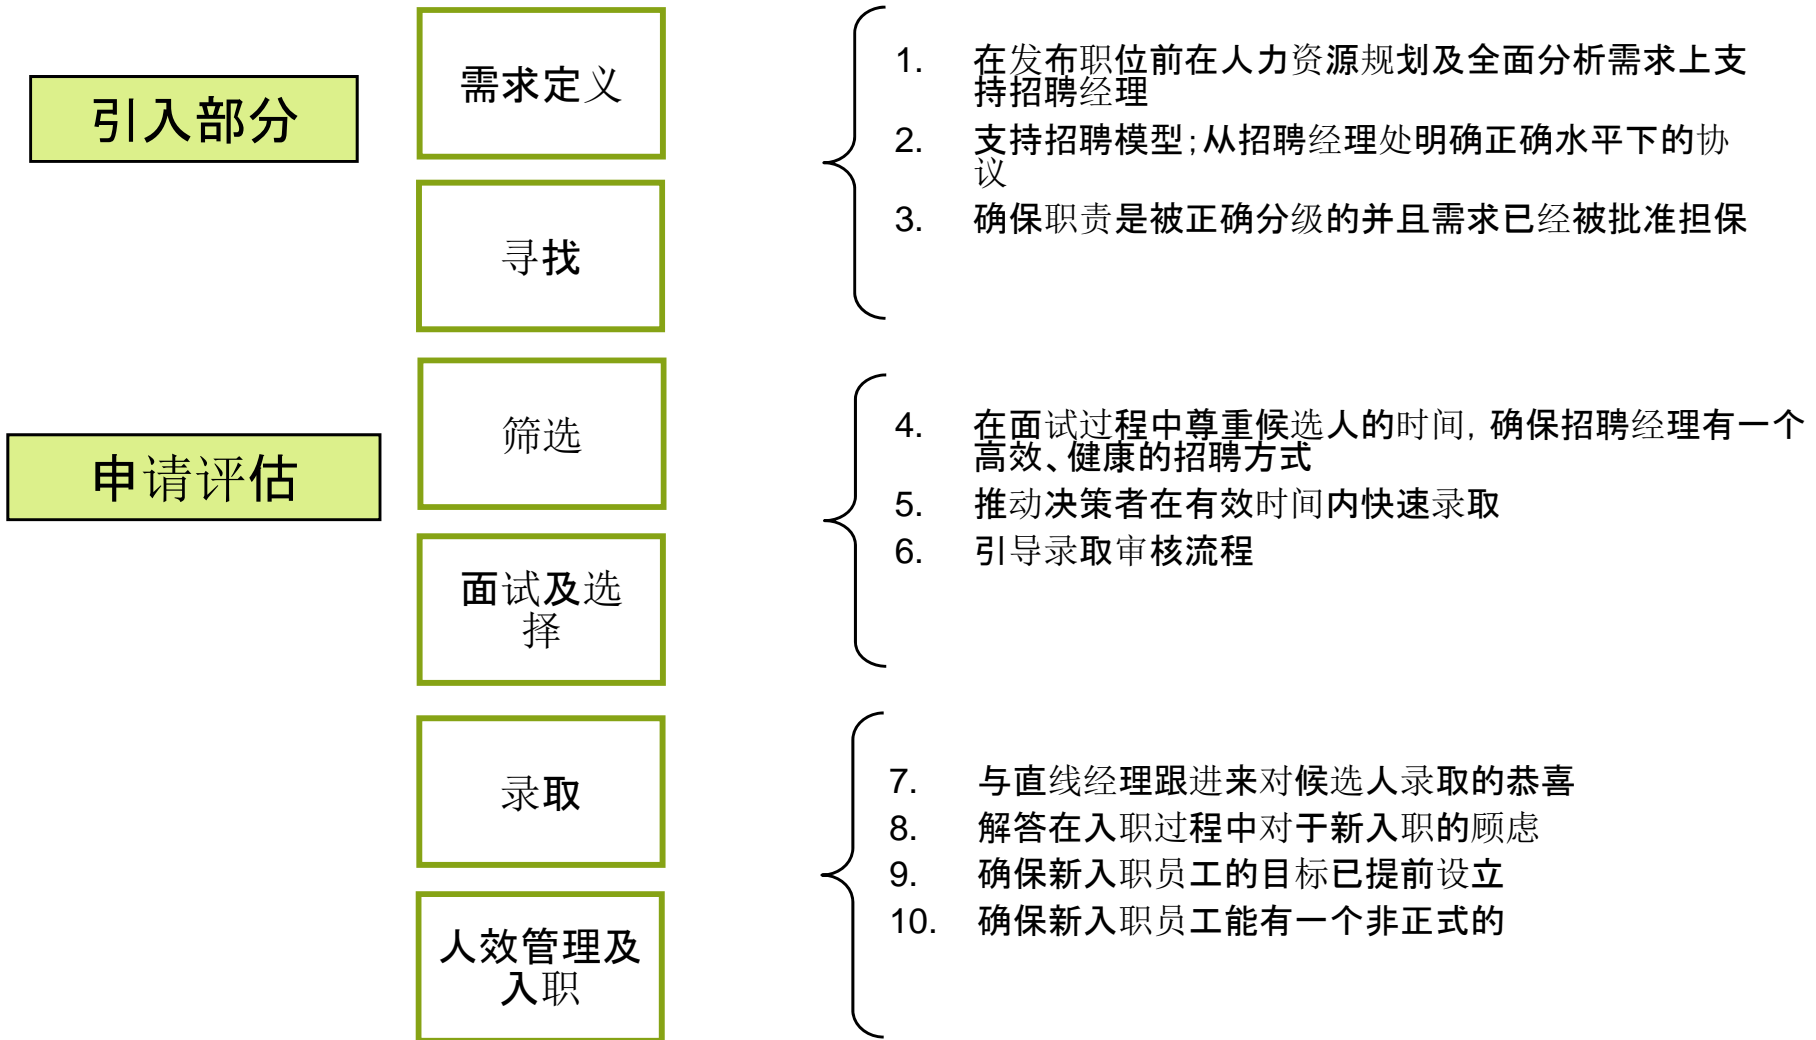 引入部分
需求定义
寻找
1. 在发布职位前在人力资源规划及全面分析需求上支
持招聘经理
2. 支持招聘模型;从招聘经理处明确正确水平下的协
议
3. 确保职责是被正确分级的并且需求已经被批准担保
申请评估
筛选
面试及选
择
4. 在面试过程中尊重候选人的时间, 确保招聘经理有一个
高效、健康的招聘方式
5. 推动决策者在有效时间内快速录取
6. 引导录取审核流程
录取
人效管理及
入职
7. 与直线经理跟进来对候选人录取的恭喜
8. 解答在入职过程中对于新入职的顾虑
9. 确保新入职员工的目标已提前设立
10. 确保新入职员工能有一个非正式的